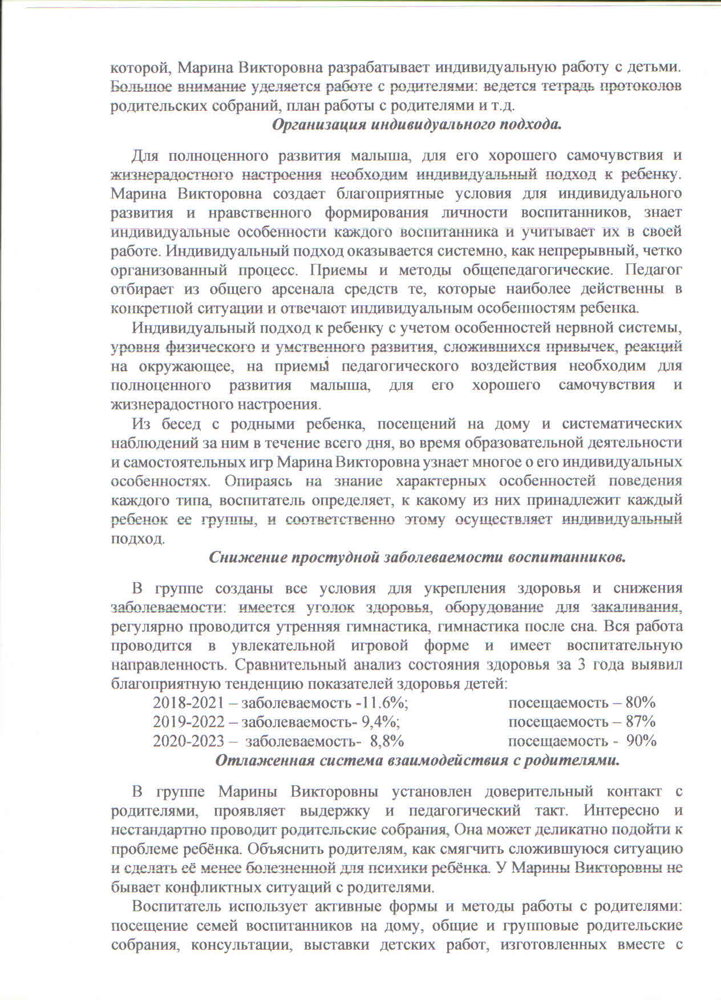 которой, Марина Викторовна разрабатывает индивидуальную работу с детьми.
Большое внимание уделяется работе с родителями: ведется тетрадь протоколов
родительских собраний, план работы с родителями и т.д.
Организация индивидуального подхода.
Для полноценного развития малыша, для его хорошего самочувствия и
жизнерадостного настроения необходим индивидуальный подход к ребенку.
Марина Викторовна создает благоприятные условия для индивидуального
развития и нравственного формирования личности воспитанников, знает
индивидуальные особенности каждого воспитанника и учитывает их в своей
работе. Индивидуальный подход оказывается системно, как непрерывный, четко
организованный процесс. Приемы и методы общепедагогические. Педагог
отбирает из общего арсенала средств те, которые наиболее действенны в
конкретной ситуации и отвечают индивидуальным особенностям ребенка.
Индивидуальный подход к ребенку с учетом особенностей нервной системы,
уровня физического и умственного развития, сложившихся привычек, реакций
на окружающее, на приемы педагогического воздействия необходим для
полноценного развития малыша, для его хорошего самочувствия и
жизнерадостного настроения.
Из бесед с родными ребенка, посещений на дому и систематических
наблюдений за ним в течение всего дня, во время образовательной деятельности
и самостоятельных игр Марина Викторовна узнает многое о его индивидуальных
особенностях. Опираясь на знание характерных особенностей поведения
каждого типа, воспитатель определяет, к какому из них принадлежит каждый
ребенок ее группы, и соответственно этому осуществляет индивидуальный
подход.
Снижение простудной заболеваемости воспитанников.
В группе созданы все условия для укрепления здоровья и снижения
заболеваемости: имеется уголок здоровья, оборудование для закаливания,
регулярно проводится утренняя гимнастика, гимнастика после сна. Вся работа
проводится в увлекательной игровой форме и имеет воспитательную
направленность. Сравнительный анализ состояния здоровья за 3 года выявил
благоприятную тенденцию показателей здоровья детей:
2018-2021 – заболеваемость -11.6%; посещаемость – 80%
2019-2022 – заболеваемость- 9,4%; посещаемость – 87%
2020-2023 – заболеваемость- 8,8% посещаемость - 90%
Отлаженная система взаимодействия с родителями.
В группе Марины Викторовны установлен доверительный контакт с
родителями, проявляет выдержку и педагогический такт. Интересно и
нестандартно проводит родительские собрания, Она может деликатно подойти к
проблеме ребёнка. Объяснить родителям, как смягчить сложившуюся ситуацию
и сделать её менее болезненной для психики ребёнка. У Марины Викторовны не
бывает конфликтных ситуаций с родителями.
Воспитатель использует активные формы и методы работы с родителями:
посещение семей воспитанников на дому, общие и групповые родительские
собрания, консультации, выставки детских работ, изготовленных вместе с